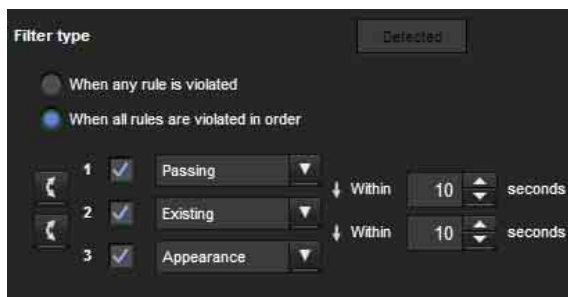 Filter type
Detected
When any rule is violated
When all rules are violated in order
1 Passing
Within 10 seconds
2 Existing
Within 10 seconds
3 Appearance